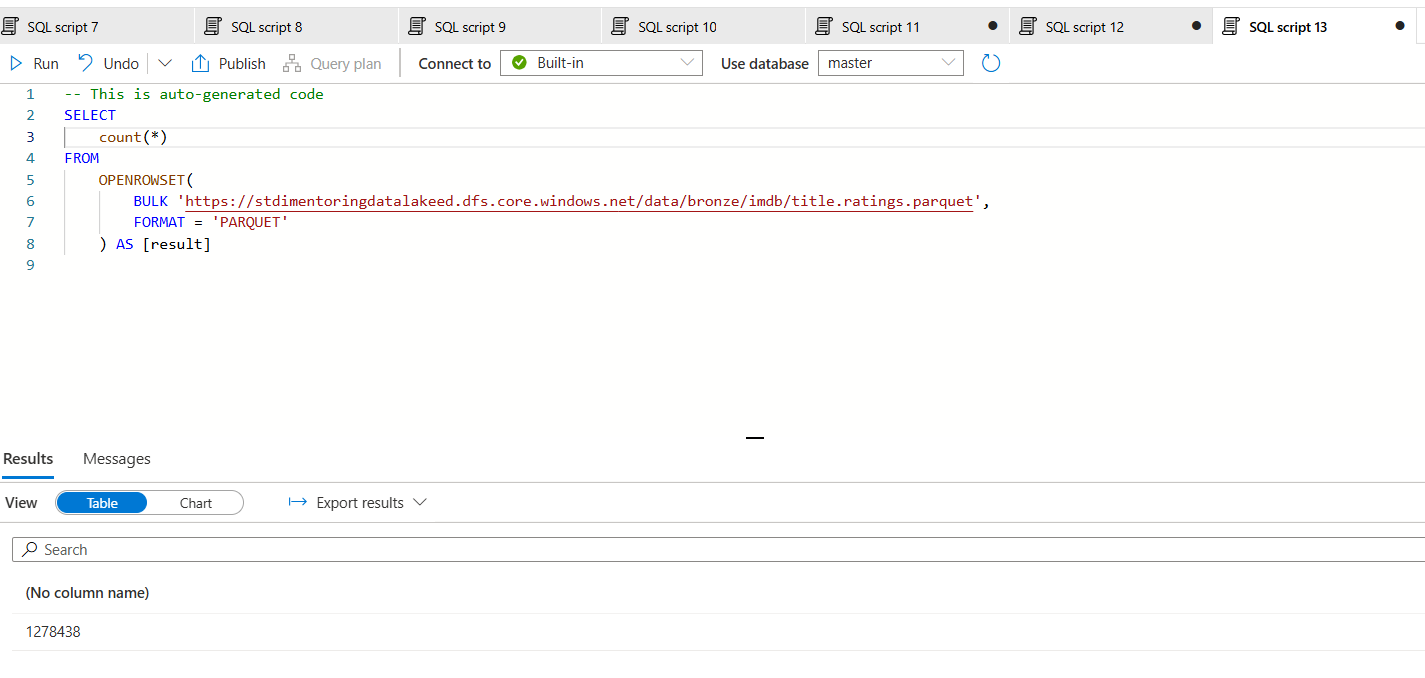 SQL script 7 SQL script 8 SQL script 9 SQL script 10 SQL script 11 SQL script 12 SQL script 13
Run Undo Publish Query plan Connect to Built-in Use database master
1 -- This is auto-generated code
2 SELECT
3     count(*)
4 FROM
5     OPENROWSET(
6         BULK 'https://stdimentoringdatalakeed.dfs.core.windows.net/data/bronze/imdb/title.ratings.parquet',
7         FORMAT = 'PARQUET'
8     ) AS [result]
9
Results Messages
View Table Chart Export results
Search
(No column name)
1278438